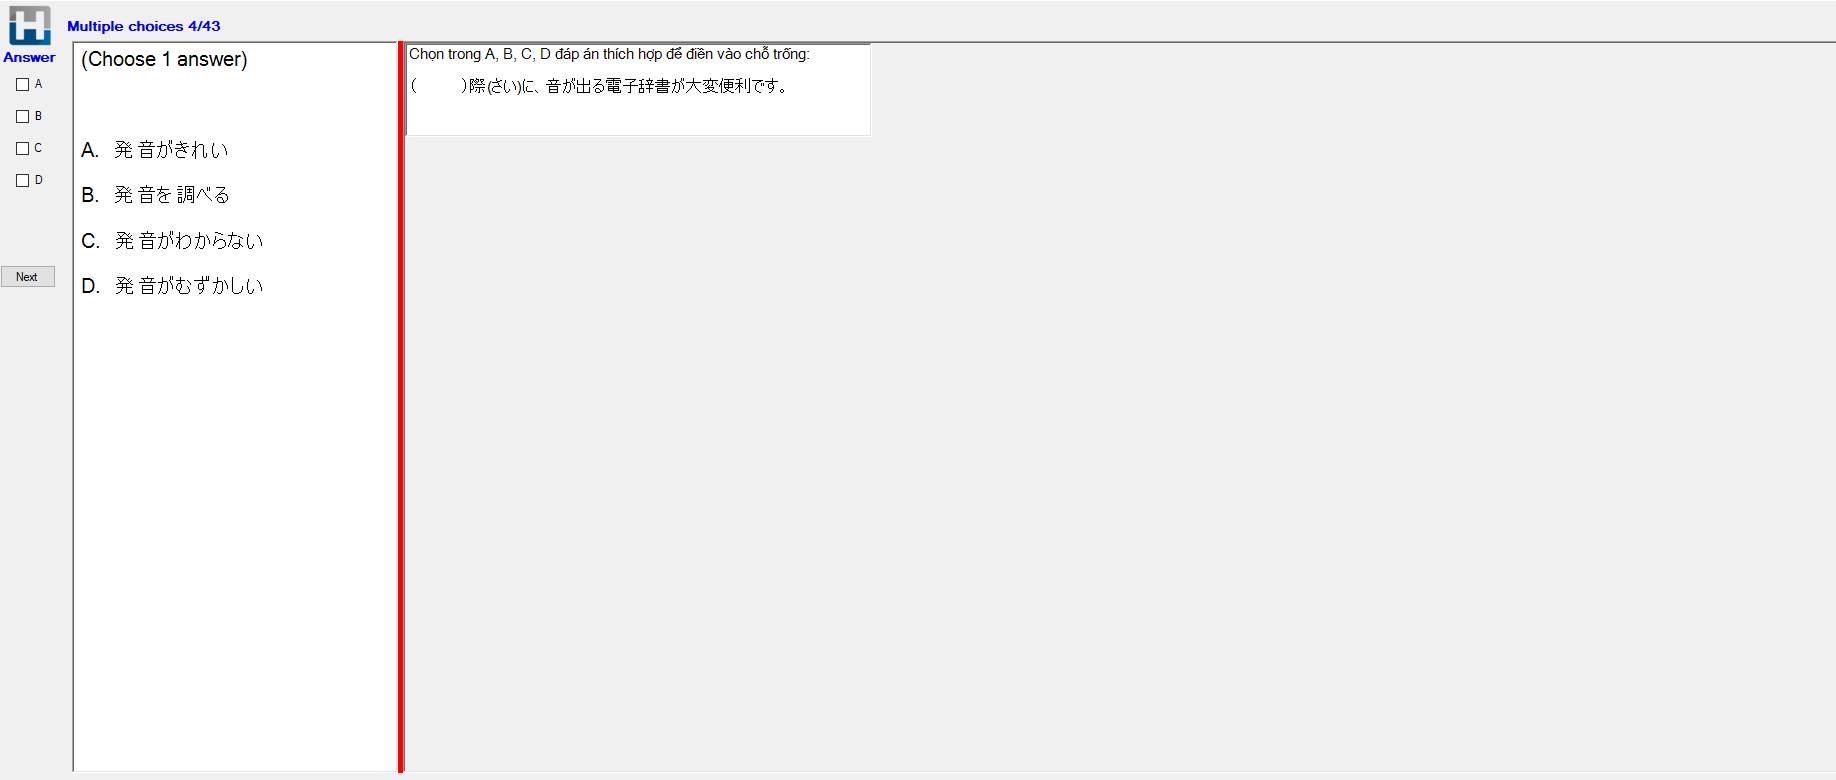 Multiple choices 4/43
Answer
A
B
C
D
Next
(Choose 1 answer)
A. 発音がきれい
B. 発音を調べる
C. 発音がわからない
D. 発音がむずかしい
Chọn trong A, B, C, D đáp án thích hợp để điền vào chỗ trống:
（　　　）際(さい)に、音が出る電子辞書が大変便利です。